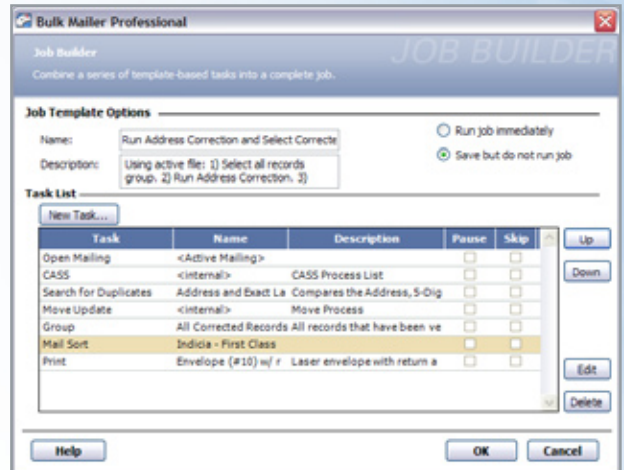 Bulk Mailer Professional
JOB BUILDER
Job Builder
Combine a series of template-based tasks into a complete job.
Job Template Options
Name: Run Address Correction and Select Correcte
Run job immediately
Description: Using active file: 1) Select all records
group. 2) Run Address Correction. 3)
Save but do not run job
Task List
New Task...
Task Name Description Pause Skip
Up
Open Mailing <Active Mailing>
CASS <internal> CASS Process List
Down
Search for Duplicates Address and Exact La Compares the Address, 5-Dig
Move Update <internal> Move Process
Group All Corrected Records All records that have been ve
Mail Sort Indicia - First Class
Print Envelope (#10) w/ r Laser envelope with return a
Edit
Delete
Help OK Cancel